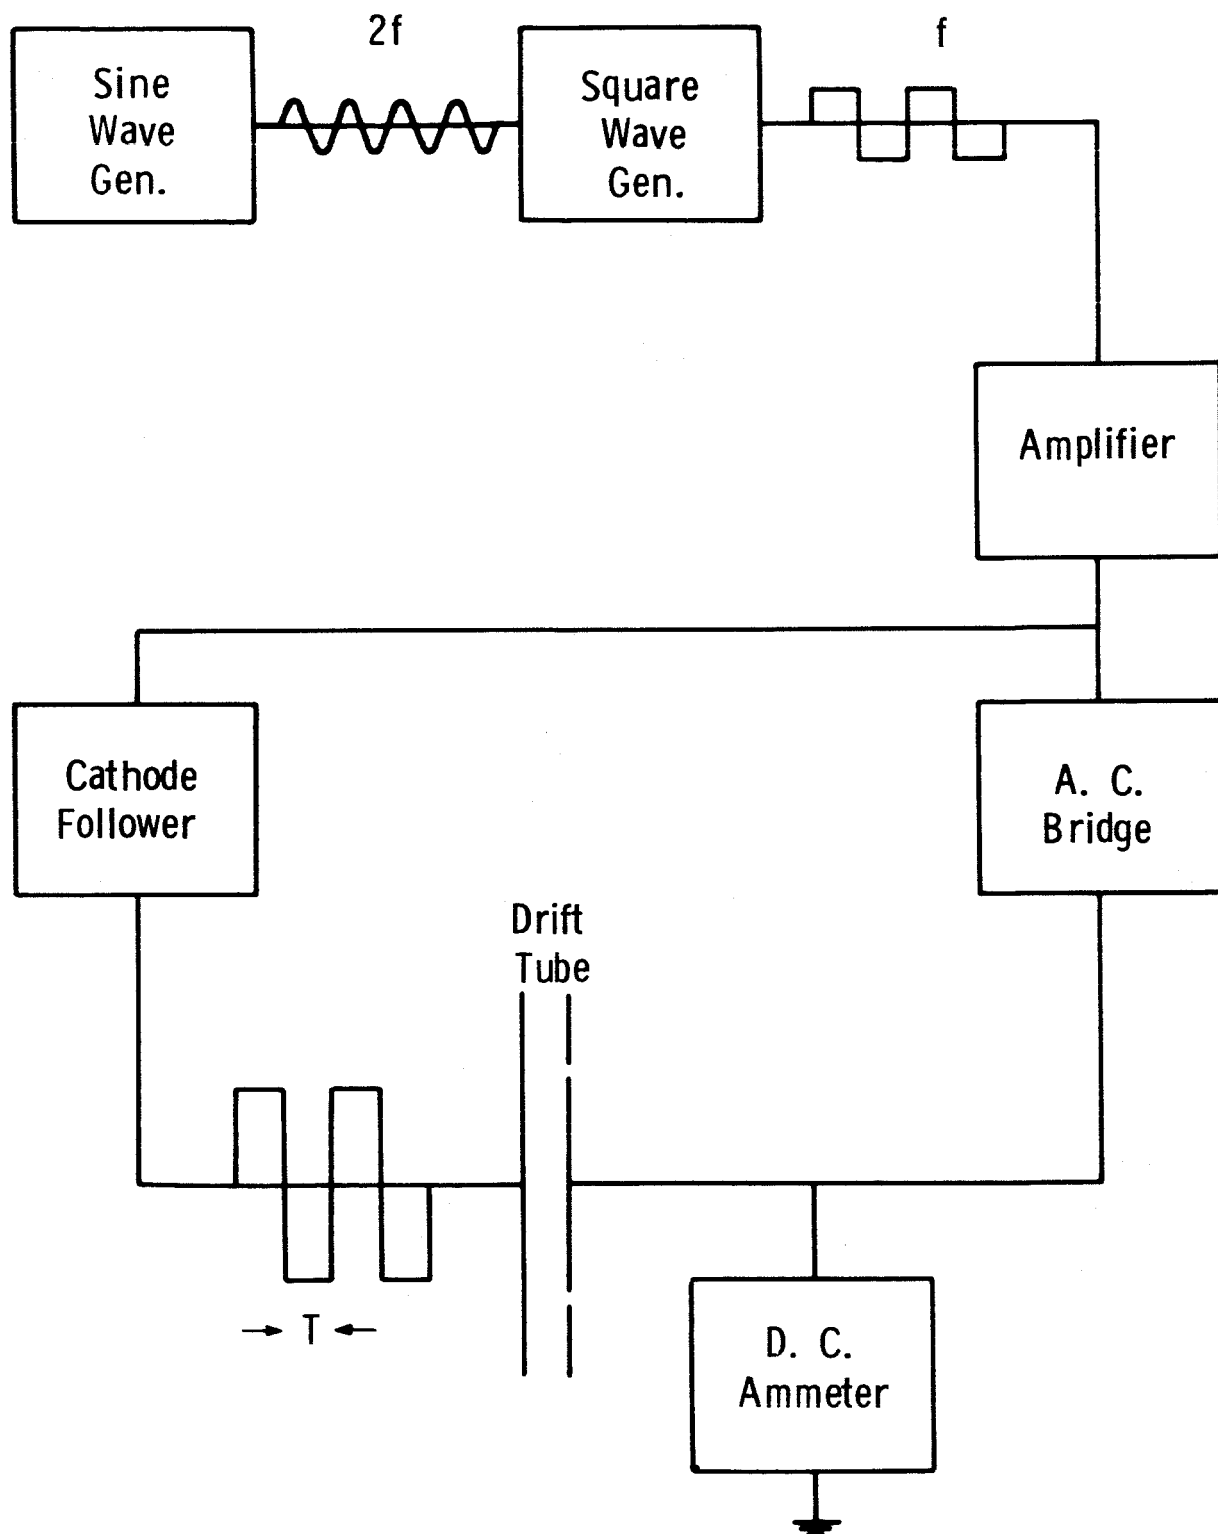 2f
f
Sine
Wave
Gen.
Square
Wave
Gen.
Amplifier
Cathode
Follower
A. C.
Bridge
Drift
Tube
T
D. C.
Ammeter